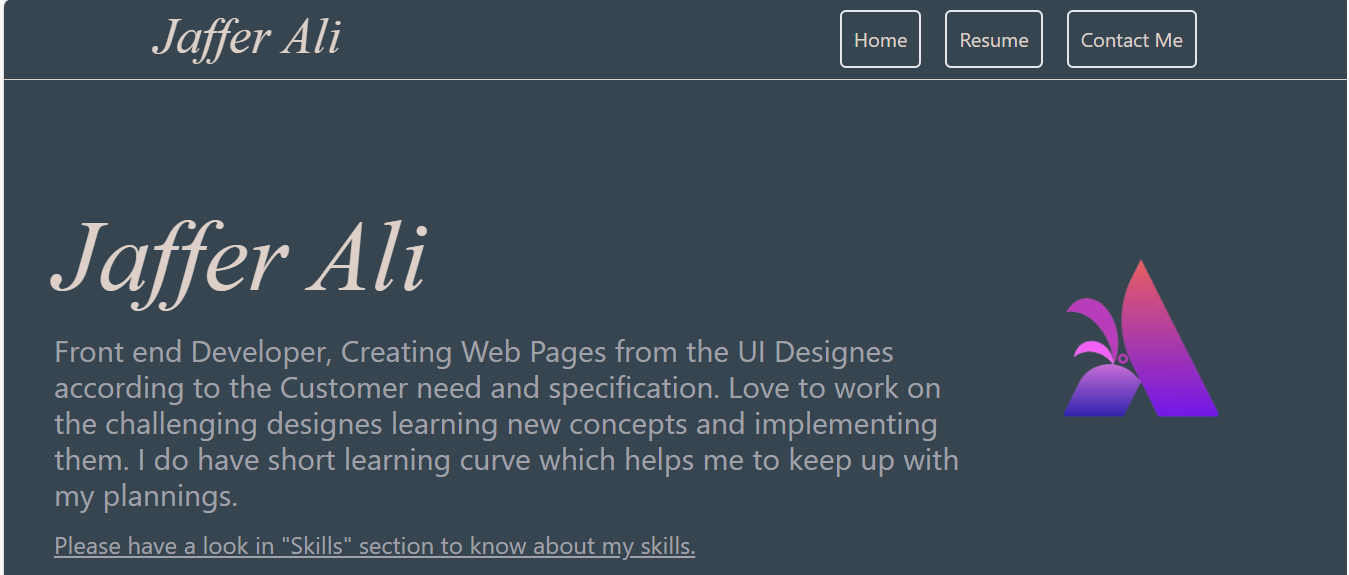 Jaffer Ali
Home Resume Contact Me
Jaffer Ali
Front end Developer, Creating Web Pages from the UI Designes
according to the Customer need and specification. Love to work on
the challenging designes learning new concepts and implementing
them. I do have short learning curve which helps me to keep up with
my plannings.
Please have a look in "Skills" section to know about my skills.